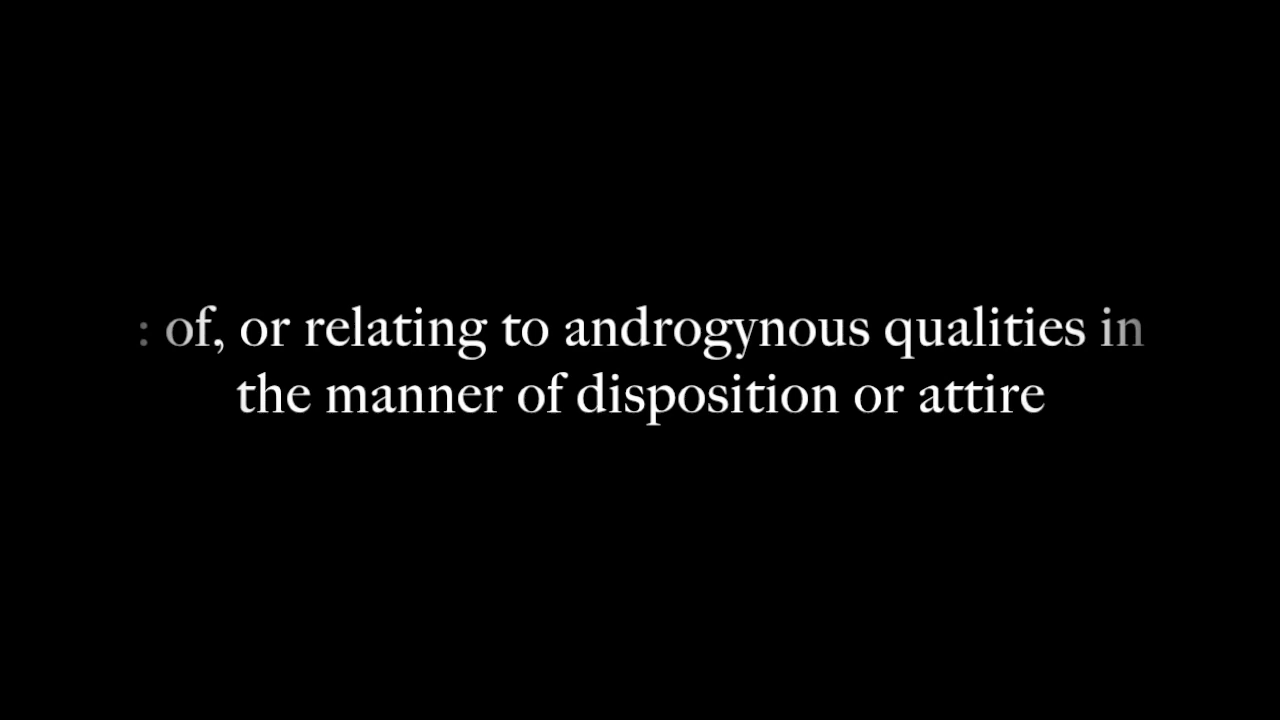 : of, or relating to androgynous qualities in
the manner of disposition or attire